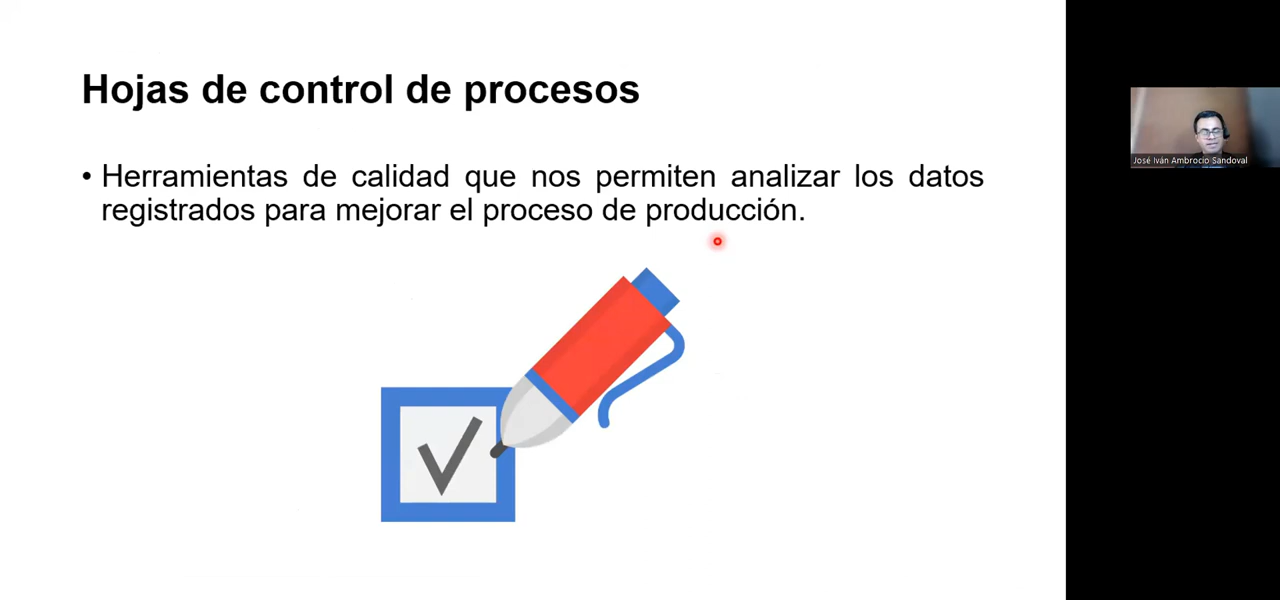 Hojas de control de procesos
• Herramientas de calidad que nos permiten analizar los datos
registrados para mejorar el proceso de producción.
José Iván Ambrocio Sandoval